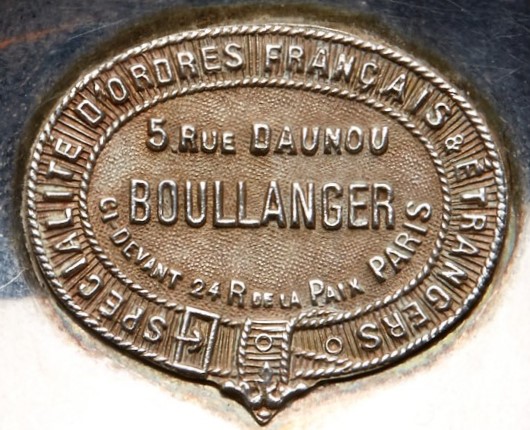 SPECIALITE D'ORDRES FRANÇAIS & ÉTRANGERS
5 RUE DAUNOU
BOULLANGER
CI-DEVANT 24 R DE LA PAIX PARIS